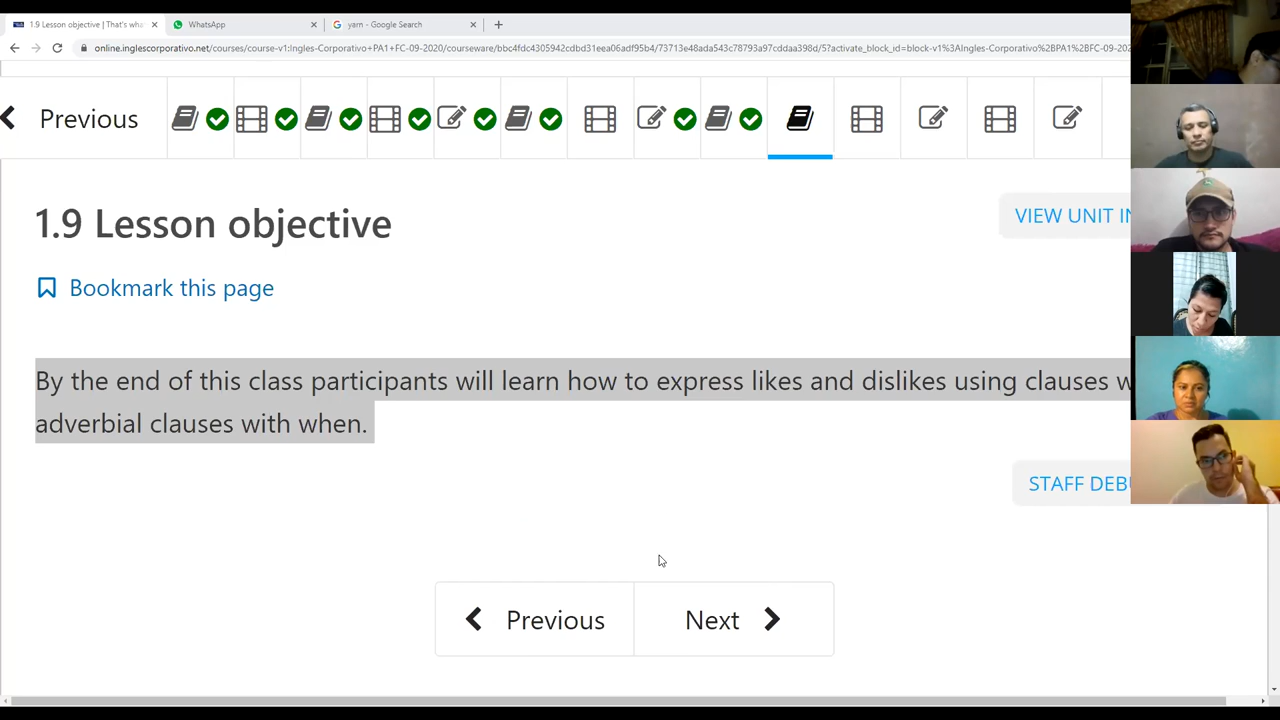 1.9 Lesson objective | That's wha
WhatsApp
yarn - Google Search
online.inglescorporativo.net/courses/course-v1:Ingles-Corporativo+PA1+FC-09-2020/courseware/bbc4fdc4305942cdbd31eea06adf95b4/73713e48ada543c78793a97cddaa398d/5?activate_block_id=block-v1%3AIngles-Corporativo%2BPA1%2BFC-09-202
Previous
1.9 Lesson objective
VIEW UNIT IN
Bookmark this page
By the end of this class participants will learn how to express likes and dislikes using clauses w
adverbial clauses with when.
STAFF DEB
Previous
Next